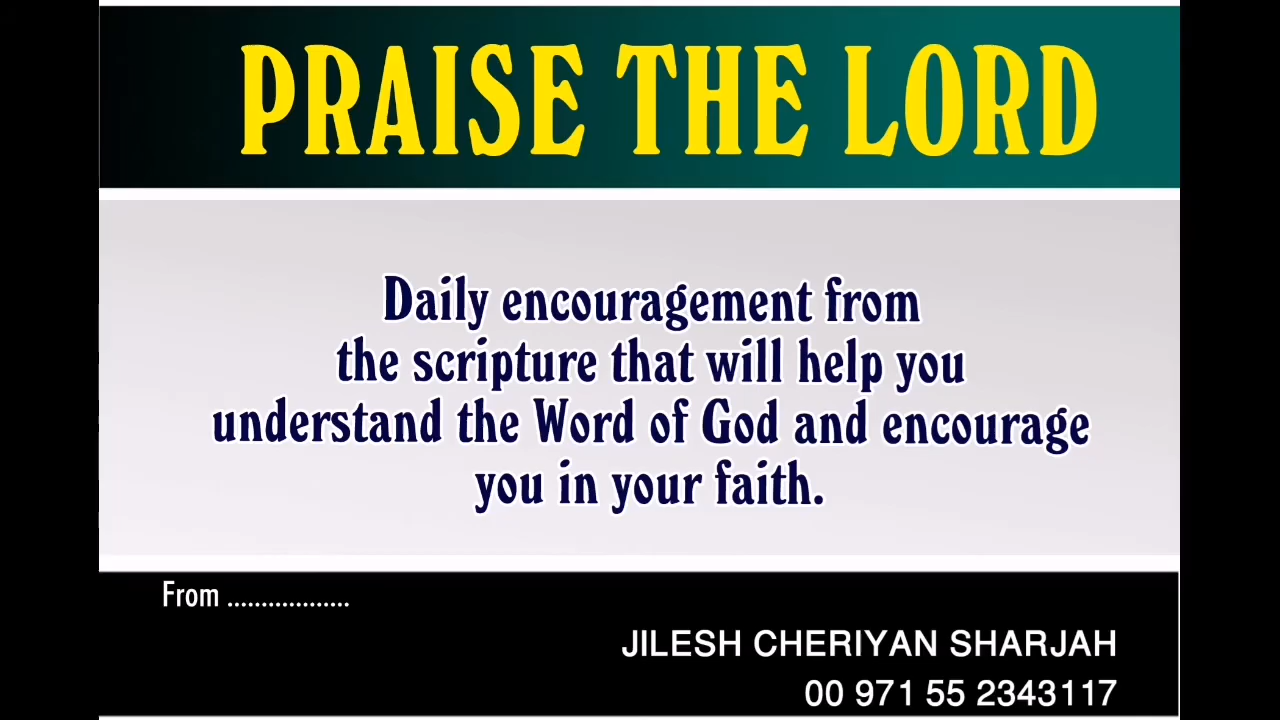 PRAISE THE LORD
Daily encouragement from
the scripture that will help you
understand the Word of God and encourage
you in your faith.
From ..................
JILESH CHERIYAN SHARJAH
00 971 55 2343117